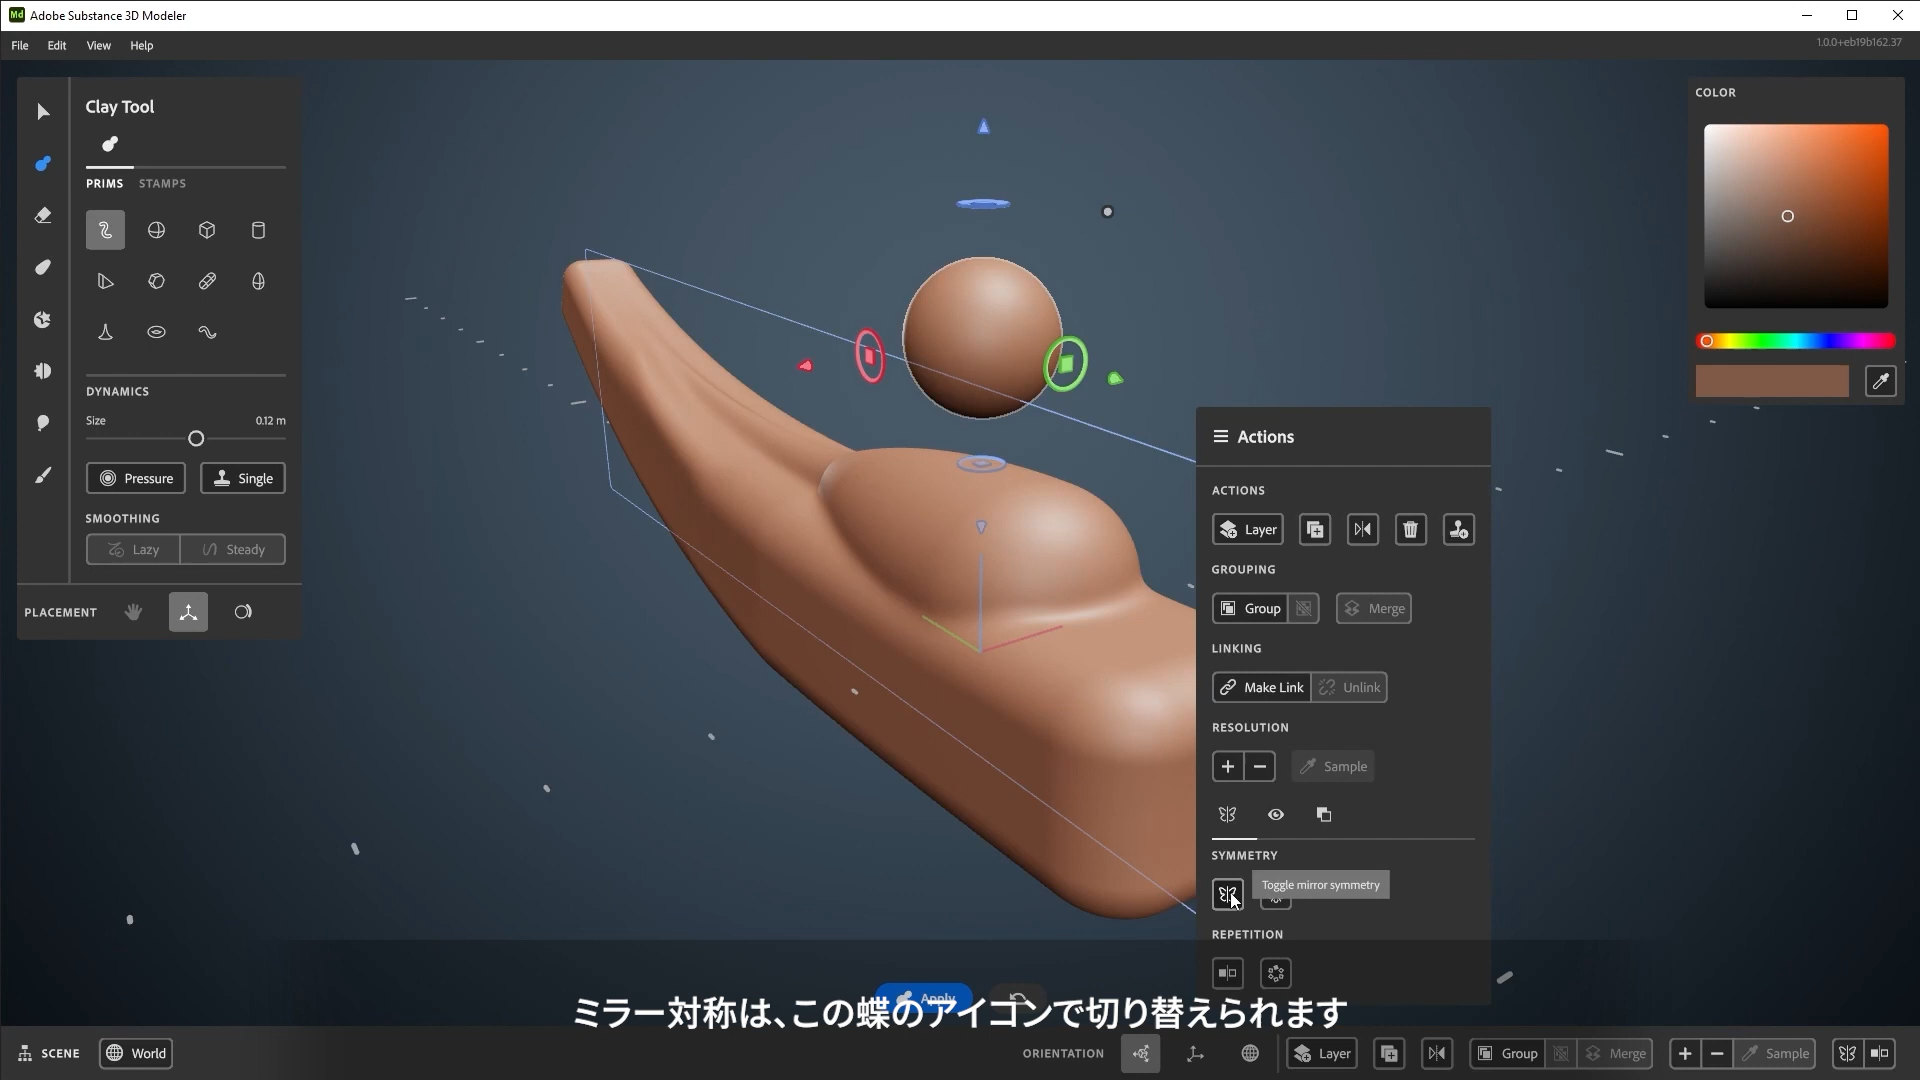 Adobe Substance 3D Modeler
File Edit View Help
1.0.0+eb19b162.37
Clay Tool
PRIMS STAMPS
DYNAMICS
Size 0.12 m
Pressure Single
SMOOTHING
Lazy Steady
PLACEMENT
COLOR
Actions
ACTIONS
Layer
GROUPING
Group Merge
LINKING
Make Link Unlink
RESOLUTION
Sample
SYMMETRY
Toggle mirror symmetry
REPETITION
Apply
ミラー対称は、この蝶のアイコンで切り替えられます
SCENE World ORIENTATION Layer Group Merge Sample